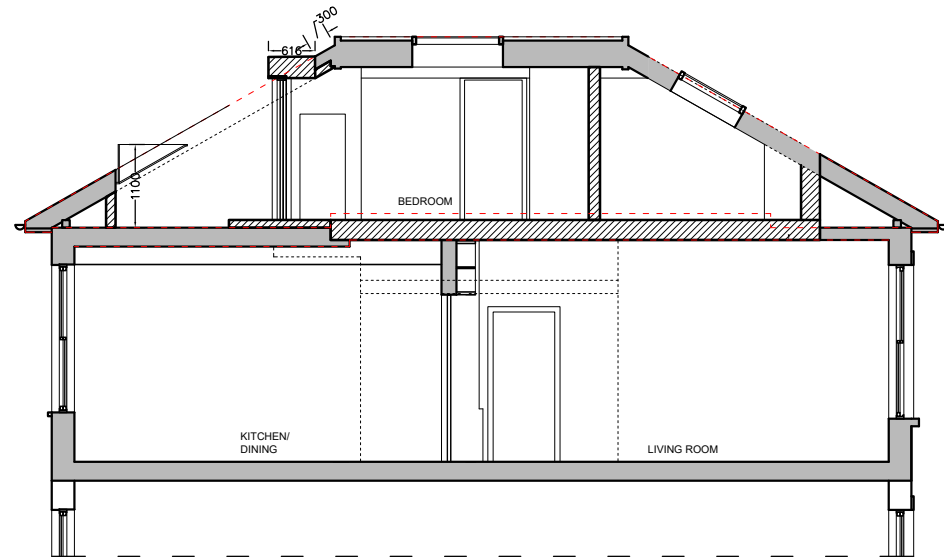 300
616
1100
BEDROOM
KITCHEN/
DINING
LIVING ROOM